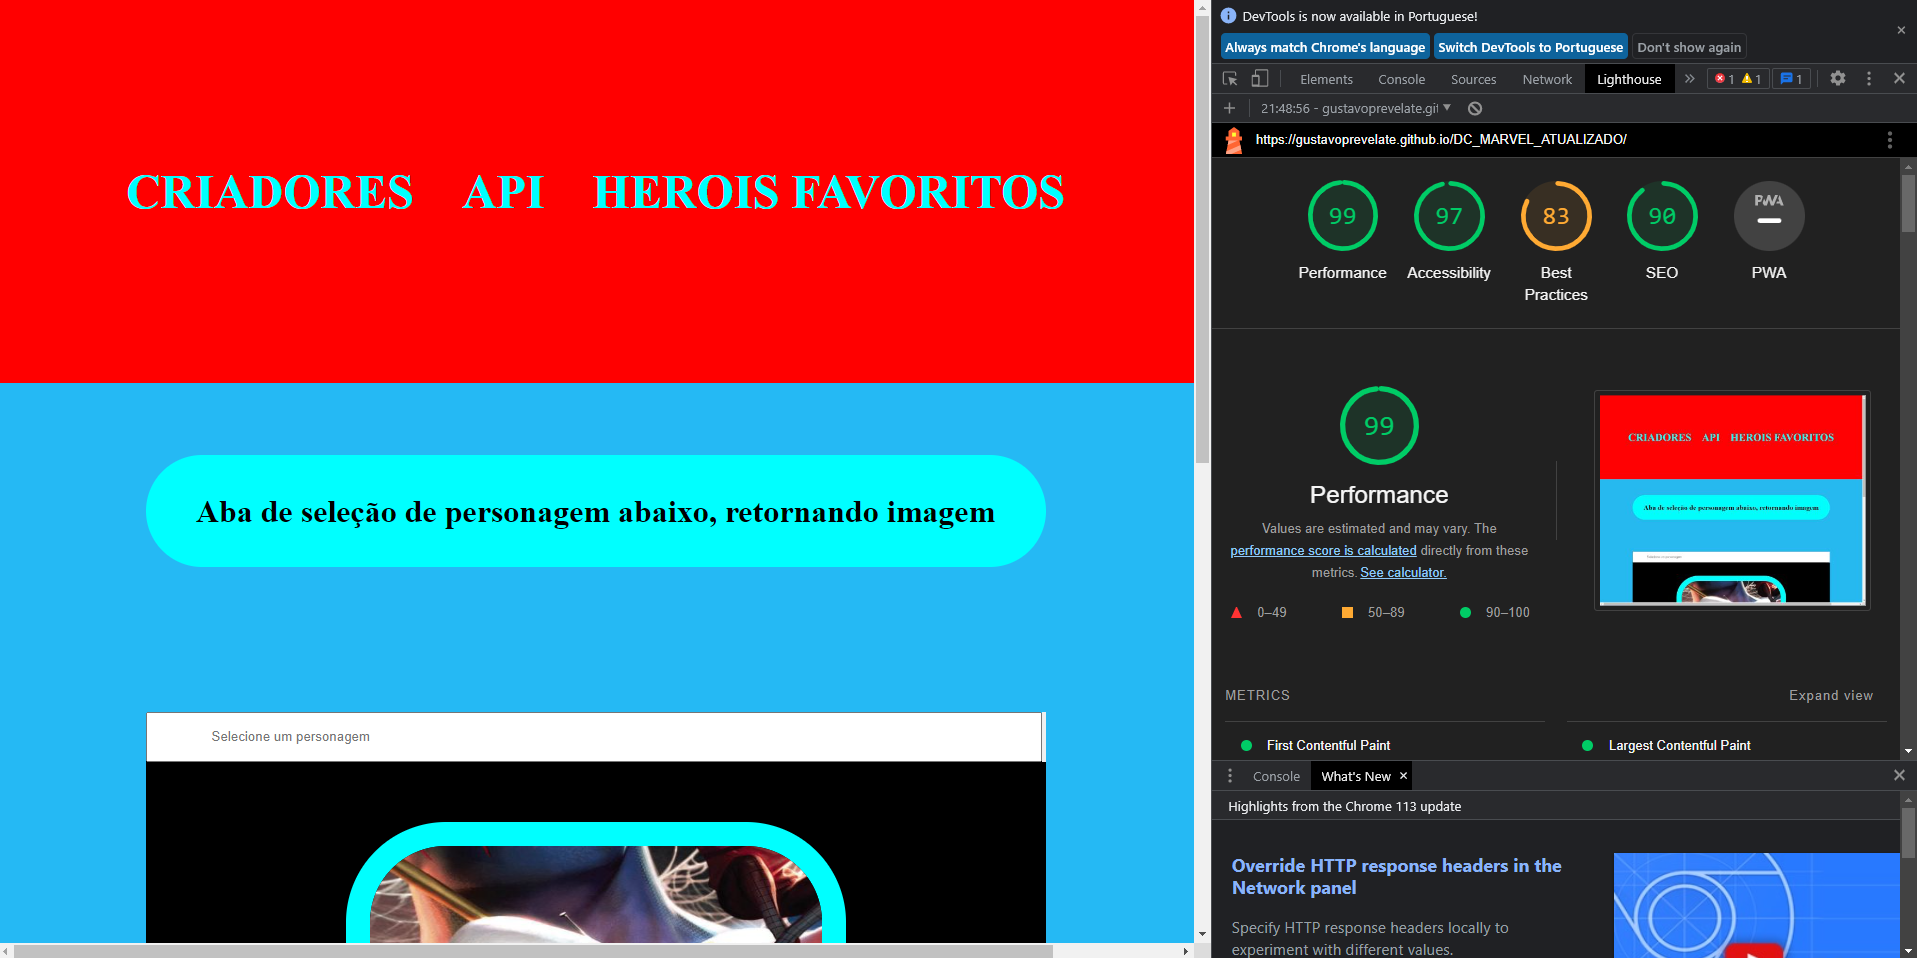 CRIADORES API HEROIS FAVORITOS
Aba de seleção de personagem abaixo, retornando imagem
Selecione um personagem
DevTools is now available in Portuguese!
Always match Chrome's language Switch DevTools to Portuguese Don't show again
Elements Console Sources Network Lighthouse 1 1 1
21:48:56 - gustavoprevelate.git
https://gustavoprevelate.github.io/DC_MARVEL_ATUALIZADO/
99 97 83 90 PWA
Performance Accessibility Best Practices SEO PWA
99
Performance
Values are estimated and may vary. The
performance score is calculated directly from these
metrics. See calculator.
0–49 50–89 90–100
CRIADORES API HEROIS FAVORITOS
Aba de seleção de personagem abaixo, retornando imagem
METRICS Expand view
First Contentful Paint Largest Contentful Paint
Console What's New
Highlights from the Chrome 113 update
Override HTTP response headers in the
Network panel
Specify HTTP response headers locally to
experiment with different values.